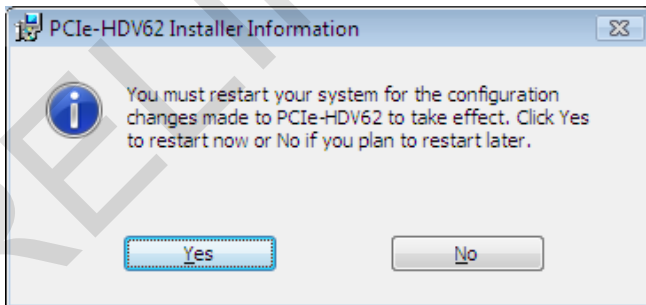 PCIe-HDV62 Installer Information
You must restart your system for the configuration
changes made to PCIe-HDV62 to take effect. Click Yes
to restart now or No if you plan to restart later.
Yes
No